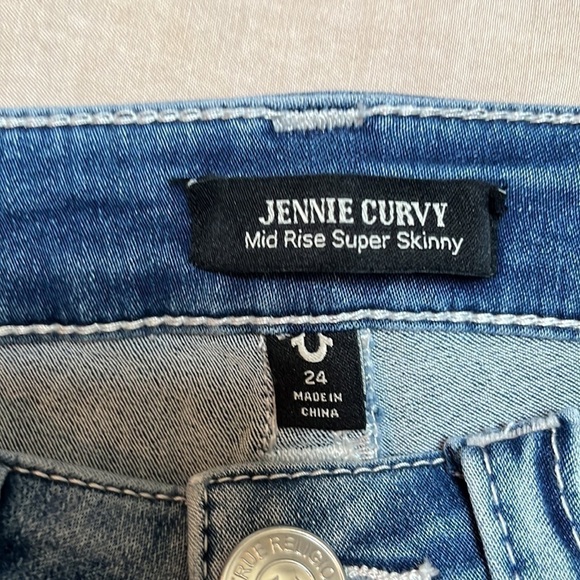 JENNIE CURVY
Mid Rise Super Skinny
24
MADE IN
CHINA
TRUE RELIGIO